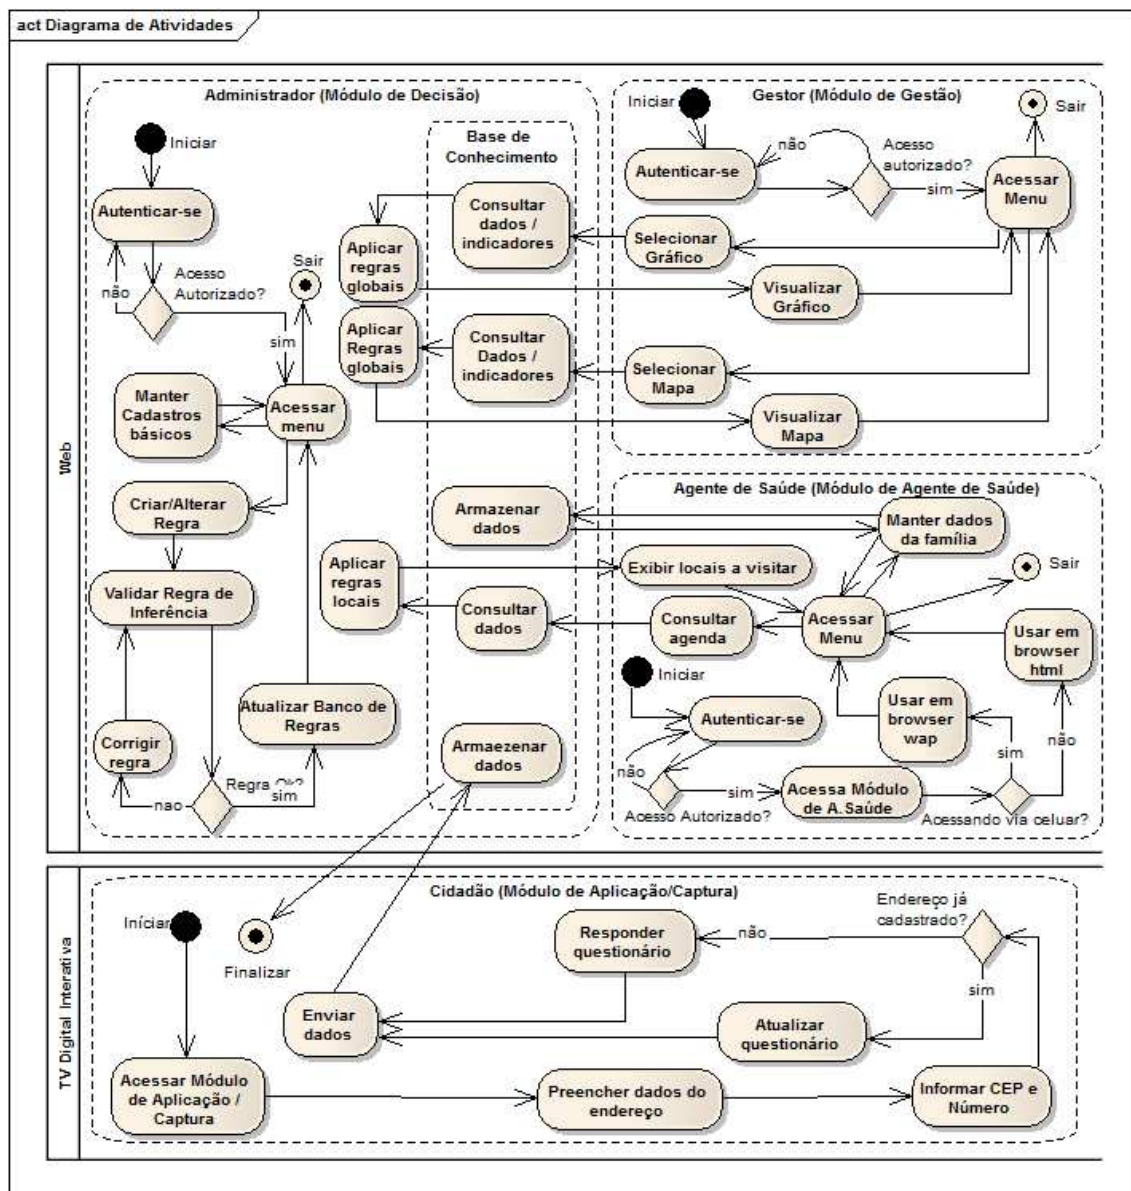 act Diagrama de Atividades
Web
Administrador (Módulo de Decisão)
Iniciar
Autenticar-se
Acesso
Autorizado?
não
sim
Sair
Manter
Cadastros
básicos
Acessar
menu
Criar/Alterar
Regra
Validar Regra de
Inferência
Corrigir
regra
Atualizar Banco de
Regras
Regra Ok?
nao
sim
Aplicar
regras
globais
Aplicar
Regras
globais
Aplicar
regras
locais
Base de
Conhecimento
Consultar
dados /
indicadores
Consultar
Dados /
indicadores
Armazenar
dados
Consultar
dados
Armaezenar
dados
Gestor (Módulo de Gestão)
Iniciar
Autenticar-se
não
Acesso
autorizado?
sim
Sair
Acessar
Menu
Selecionar
Gráfico
Visualizar
Gráfico
Selecionar
Mapa
Visualizar
Mapa
Agente de Saúde (Módulo de Agente de Saúde)
Manter dados
da família
Exibir locais a visitar
Sair
Consultar
agenda
Acessar
Menu
Usar em
browser
html
Iniciar
Autenticar-se
Usar em
browser
wap
não
sim
Acesso Autorizado?
Acessa Módulo
de A.Saúde
sim
não
Acessando via celuar?
TV Digital Interativa
Cidadão (Módulo de Aplicação/Captura)
Iníciar
Finalizar
Responder
questionário
não
Endereço já
cadastrado?
sim
Enviar
dados
Atualizar
questionário
Acessar Módulo
de Aplicação /
Captura
Preencher dados do
endereço
Informar CEP e
Número